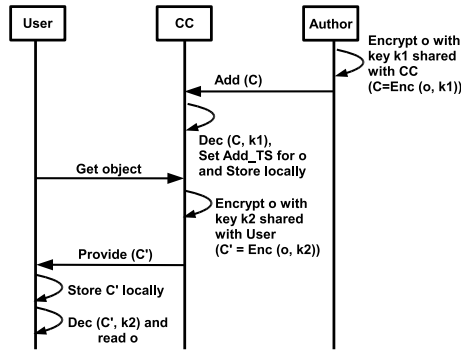 User
CC
Author
Encrypt o with
key k1 shared
with CC
(C=Enc (o, k1))
Add (C)
Dec (C, k1),
Set Add_TS for o
and Store locally
Get object
Encrypt o with
key k2 shared
with User
(C' = Enc (o, k2))
Provide (C')
Store C' locally
Dec (C', k2) and
read o